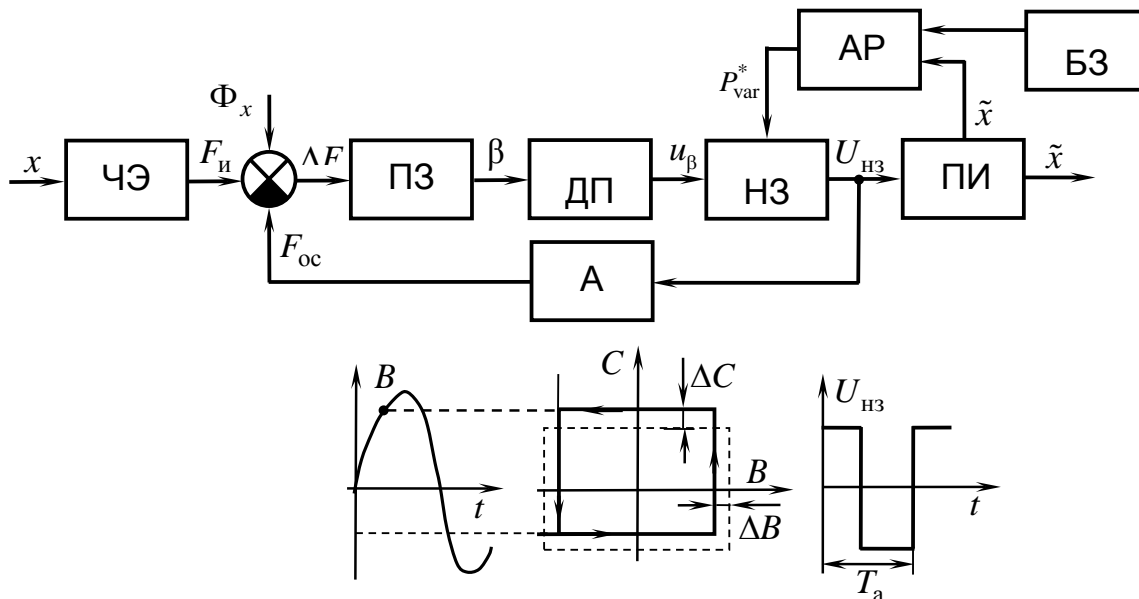 АР
БЗ
P*var
Φx
x̃
x
ЧЭ
Fи
ΔF
ПЗ
β
ДП
uβ
НЗ
Uнз
ПИ
x̃
Fос
А
B
t
C
ΔC
B
ΔB
Uнз
t
Tа